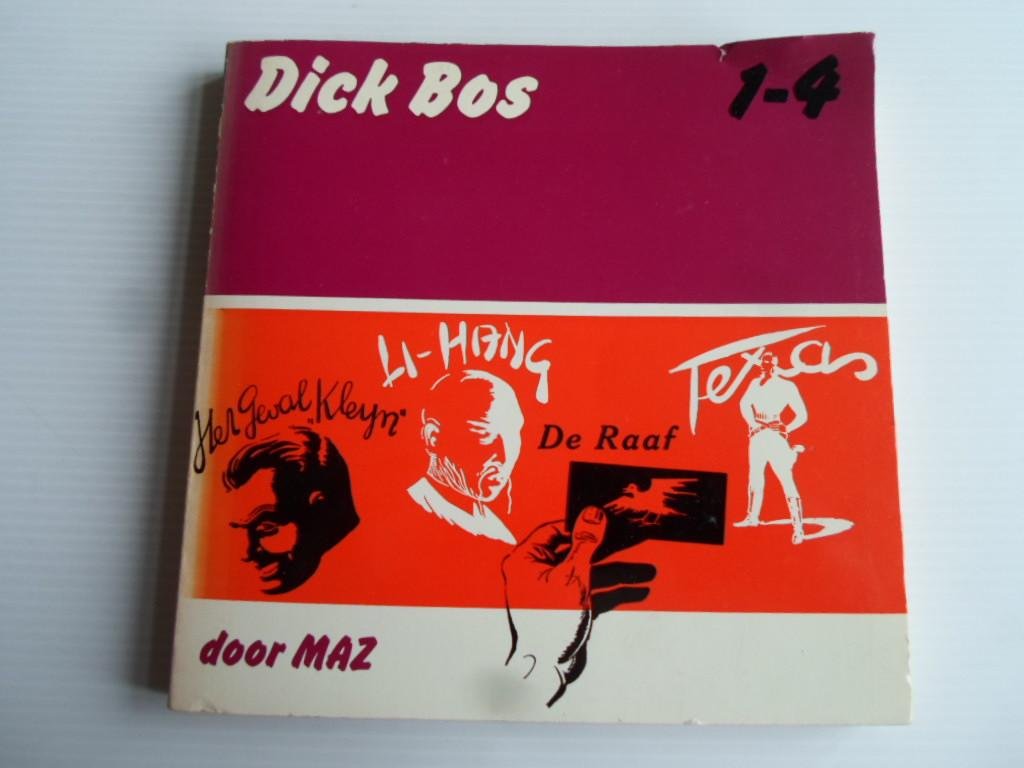 Dick Bos
1-4
Het Geval „Kleyn"
LI-HANG
De Raaf
Texas
door MAZ